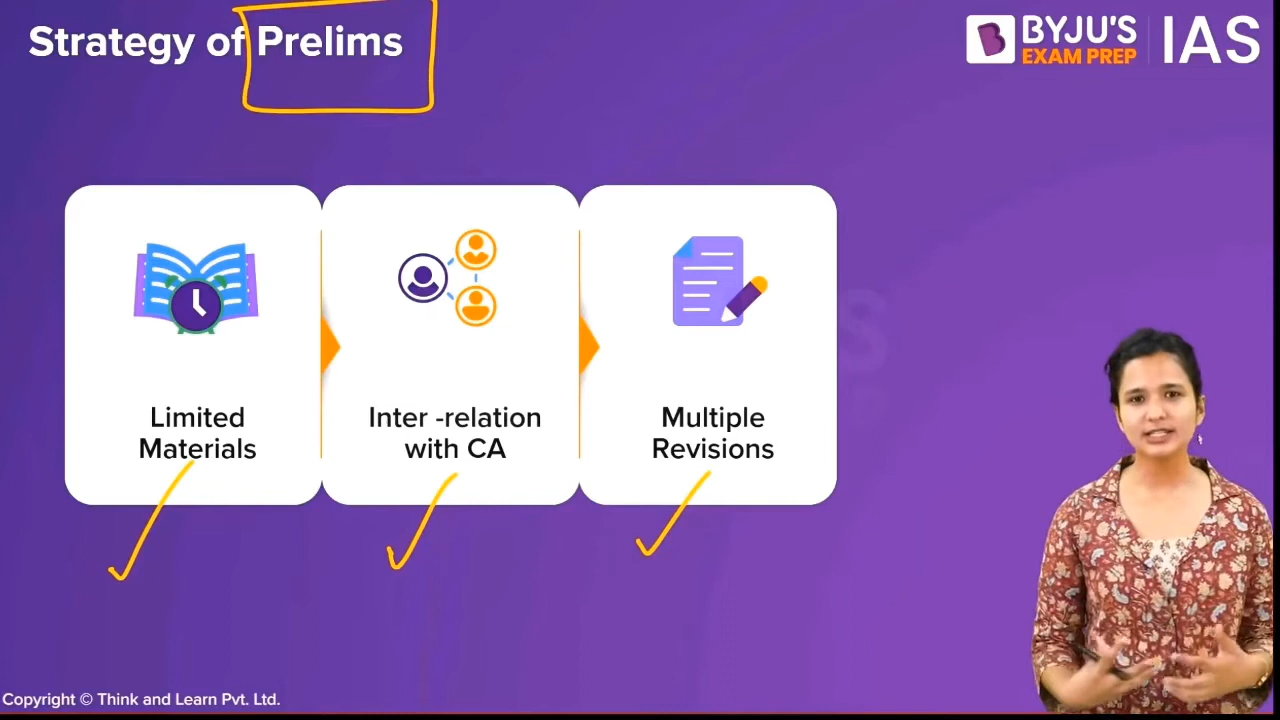 Strategy of Prelims
BYJU'S
EXAM PREP
IAS
Limited
Materials
Inter -relation
with CA
Multiple
Revisions
Copyright © Think and Learn Pvt. Ltd.